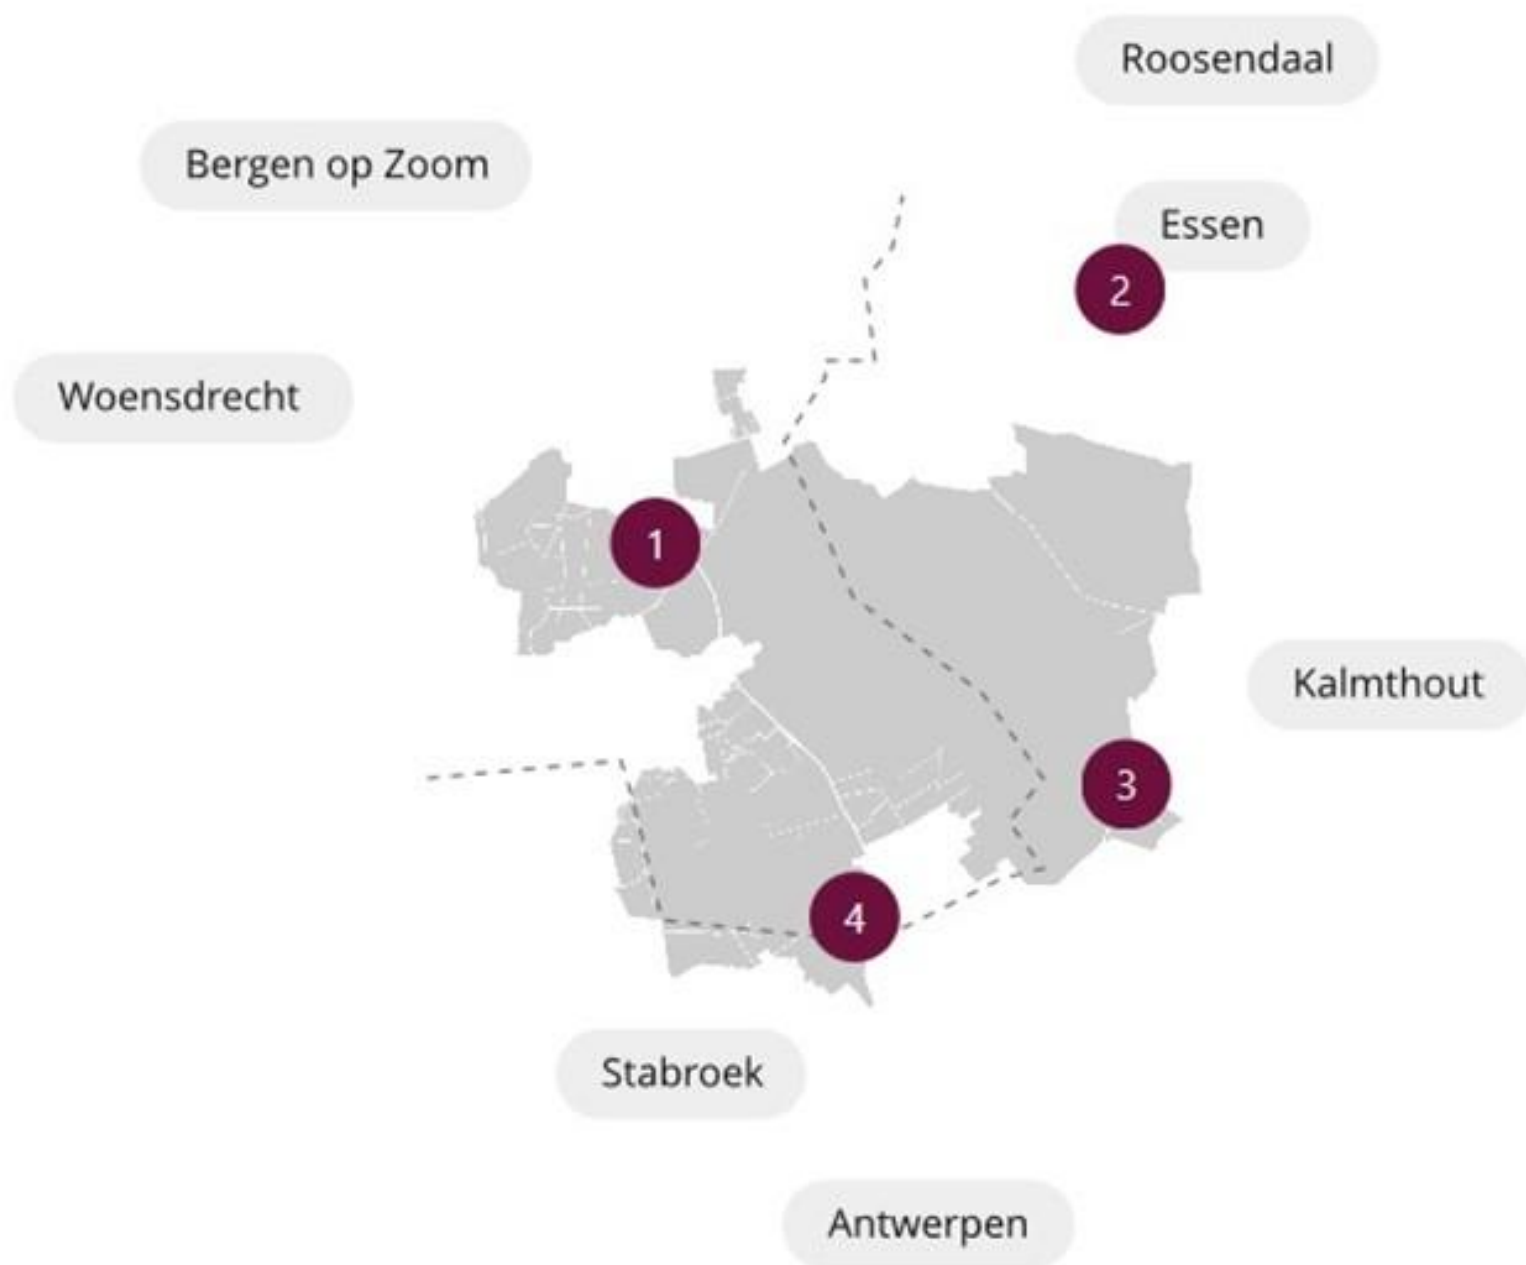 Roosendaal
Bergen op Zoom
Essen
2
Woensdrecht
1
Kalmthout
3
4
Stabroek
Antwerpen